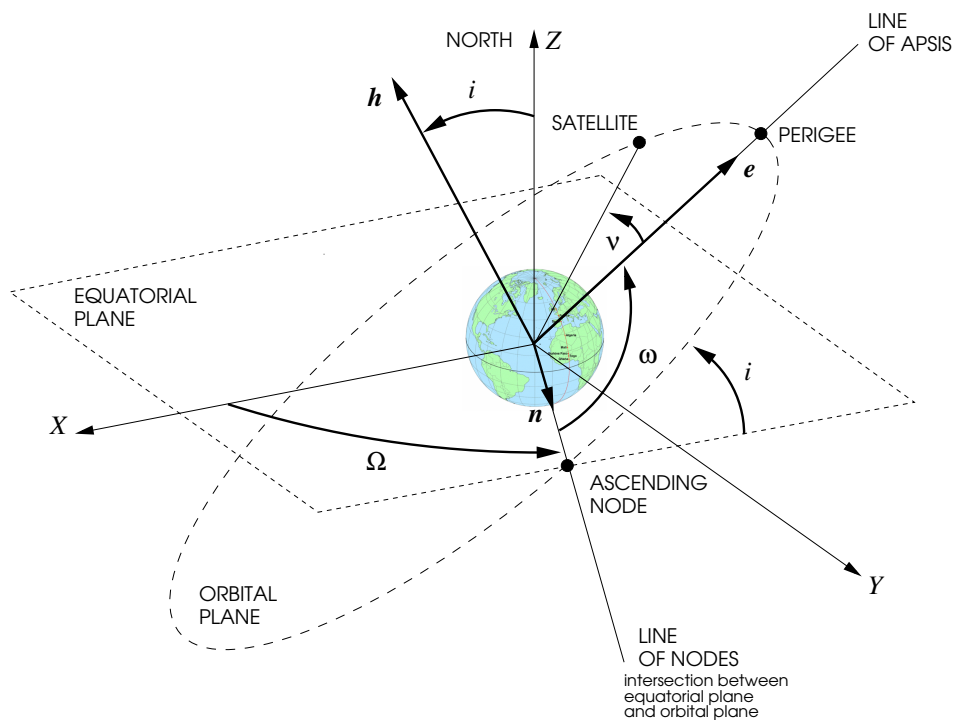 LINE
OF APSIS
NORTH
Z
h
i
SATELLITE
PERIGEE
e
ν
EQUATORIAL
PLANE
ω
i
n
X
Ω
ASCENDING
NODE
ORBITAL
PLANE
Y
LINE
OF NODES
intersection between
equatorial plane
and orbital plane